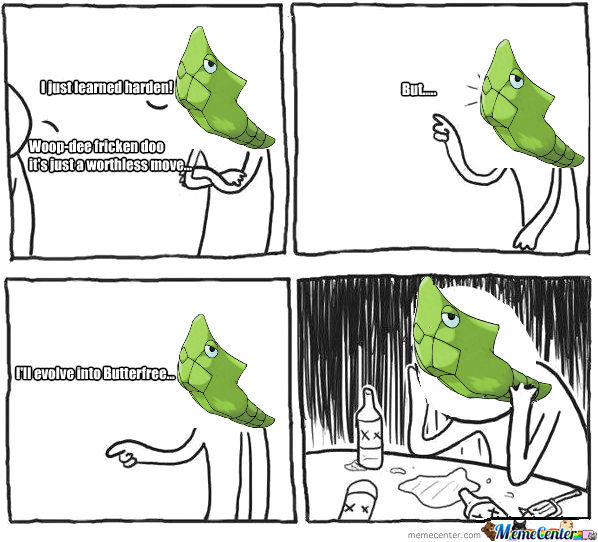 I just learned harden!
Woop-dee fricken doo
it's just a worthless move...
But.....
I'll evolve into Butterfree...
X X
X X
X X
memecenter.com
MemeCenter